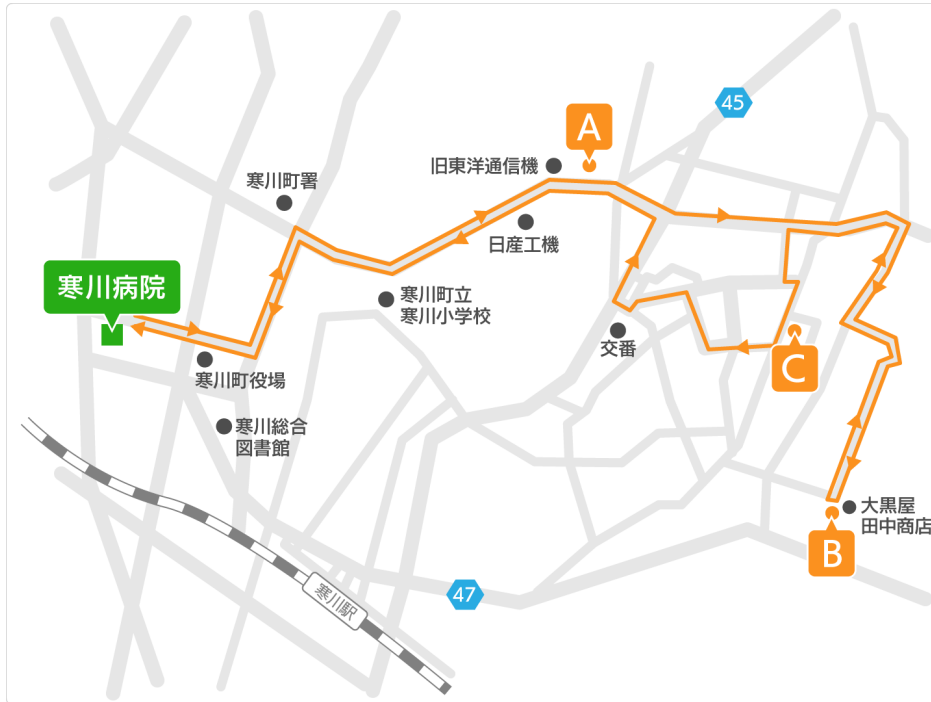 45
A
旧東洋通信機
寒川町署
日産工機
寒川病院
寒川町立
寒川小学校
交番
C
寒川町役場
寒川総合
図書館
大黒屋
田中商店
B
47
寒川駅